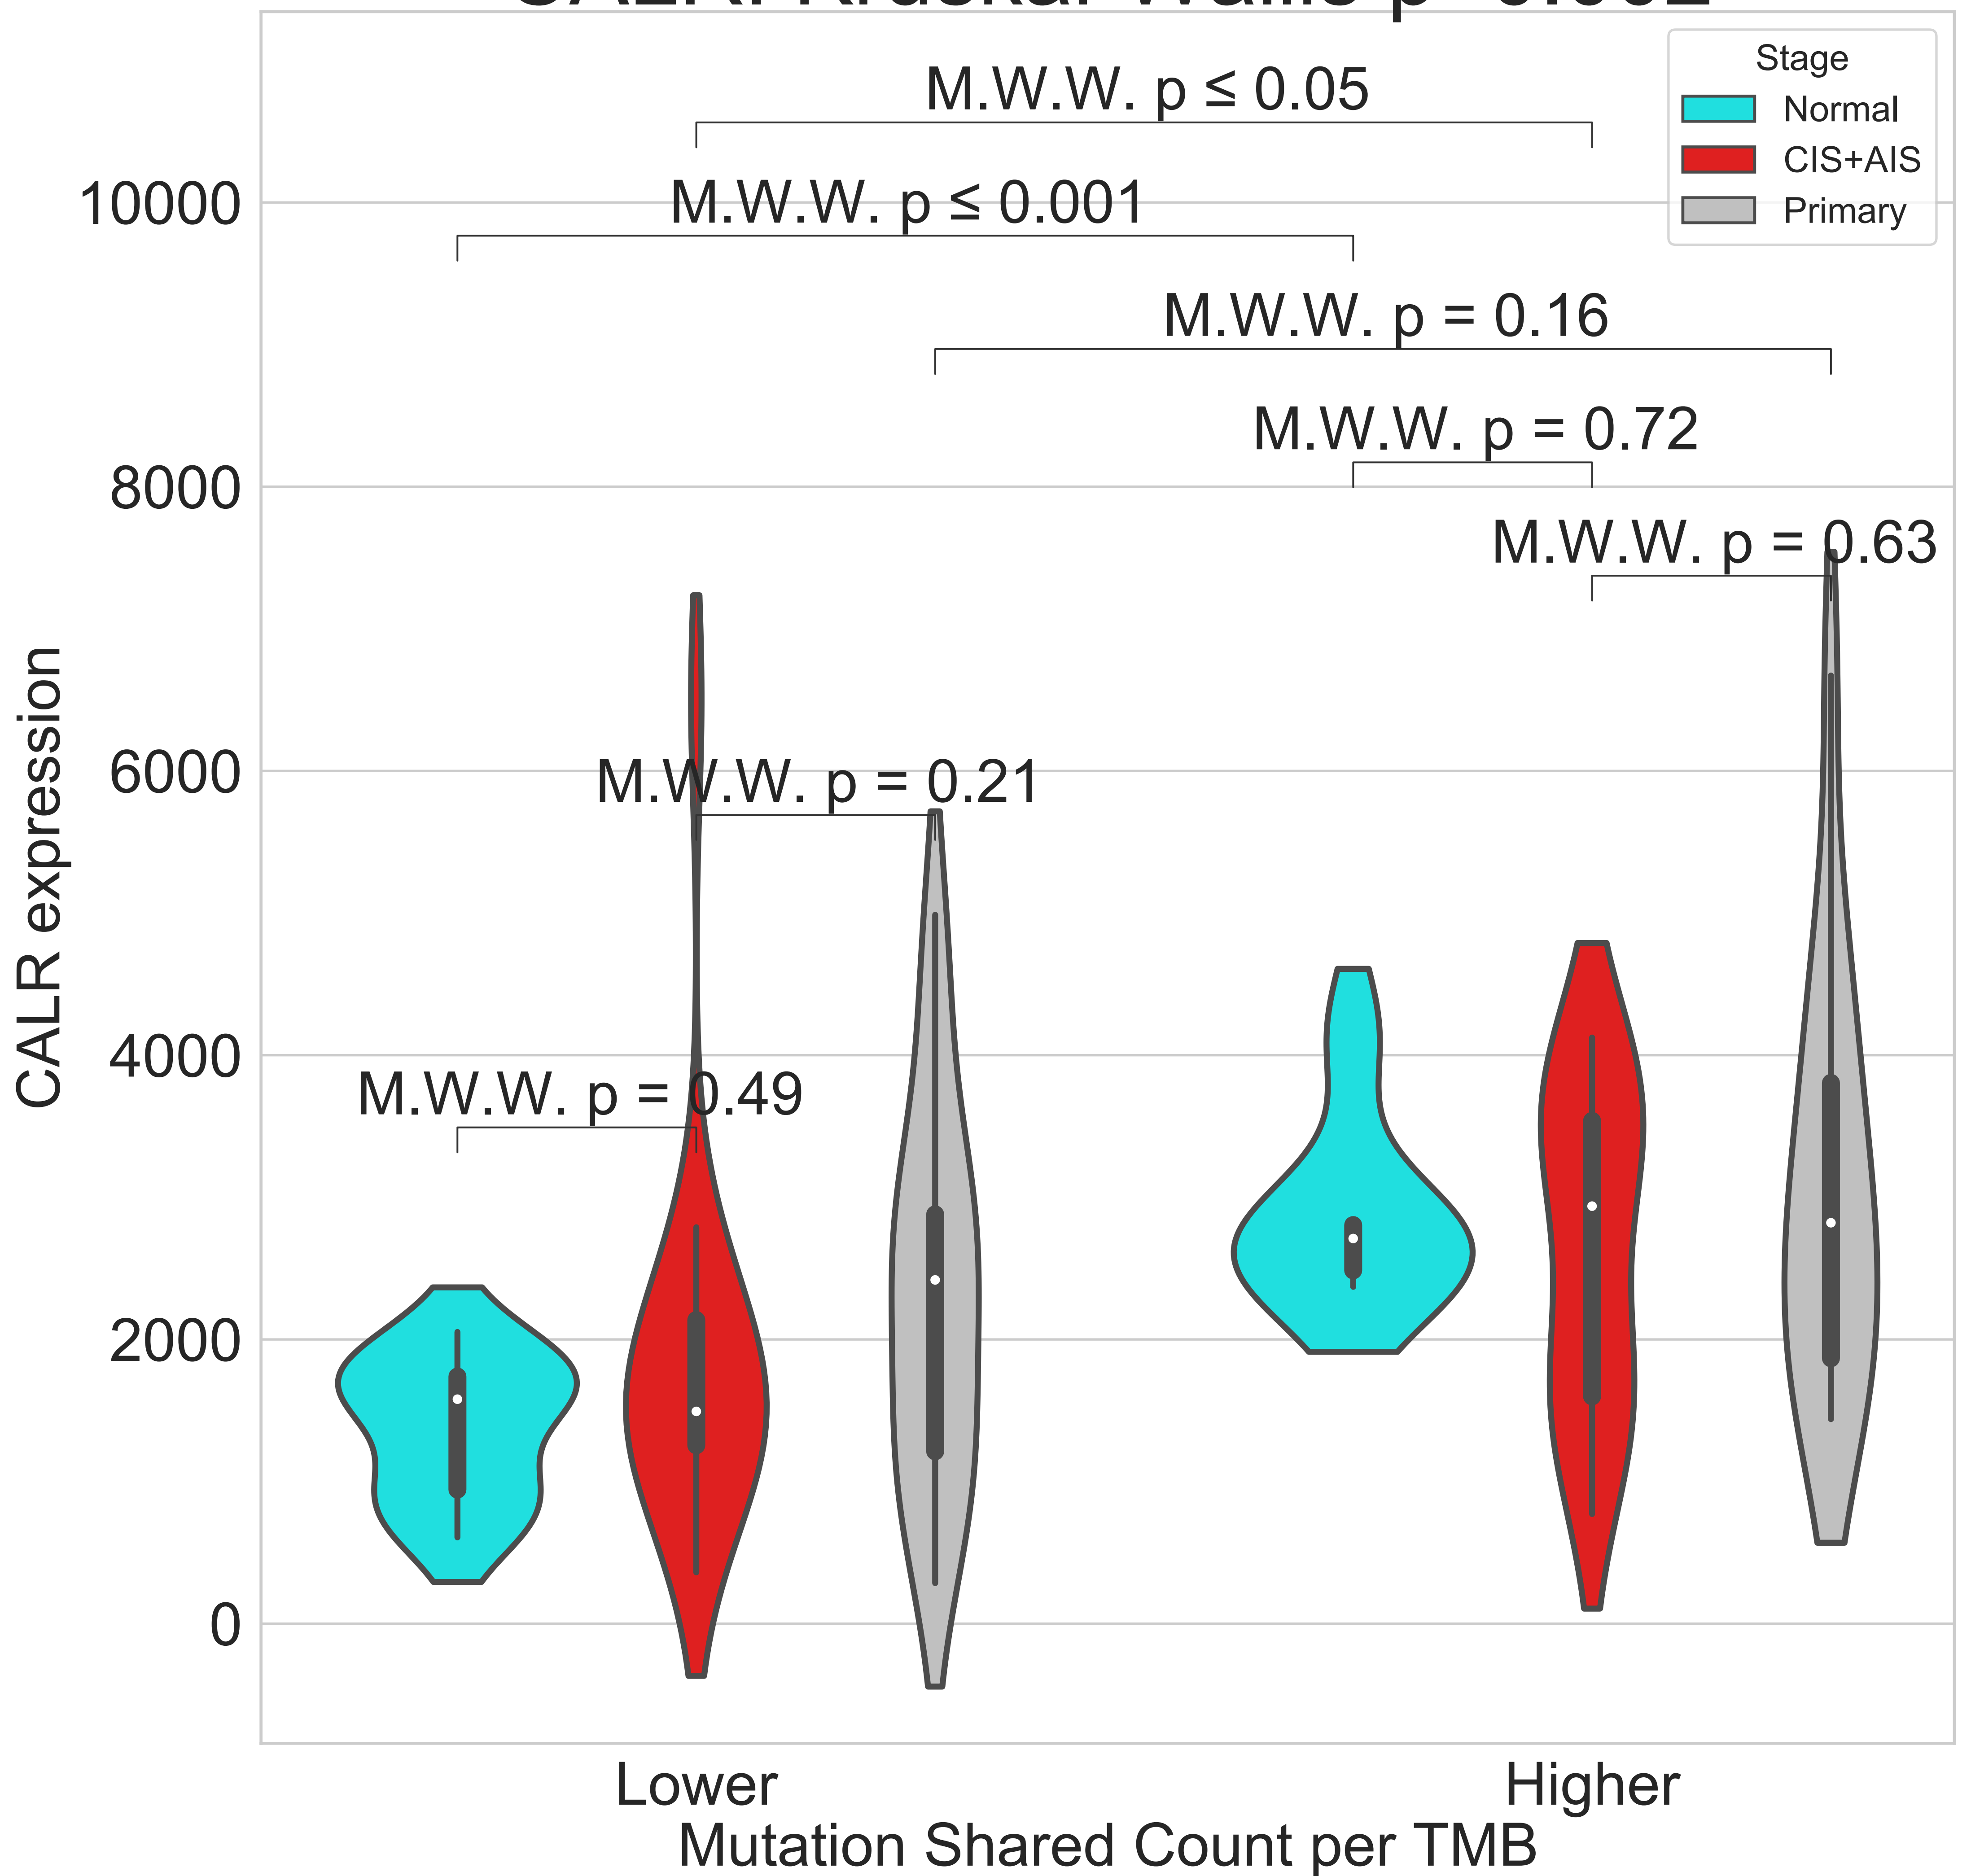 M.W.W. p ≤ 0.05
Stage
Normal
CIS+AIS
Primary
M.W.W. p ≤ 0.001
M.W.W. p = 0.16
M.W.W. p = 0.72
M.W.W. p = 0.63
M.W.W. p = 0.21
M.W.W. p = 0.49
10000
8000
6000
4000
2000
0
CALR expression
Lower
Higher
Mutation Shared Count per TMB